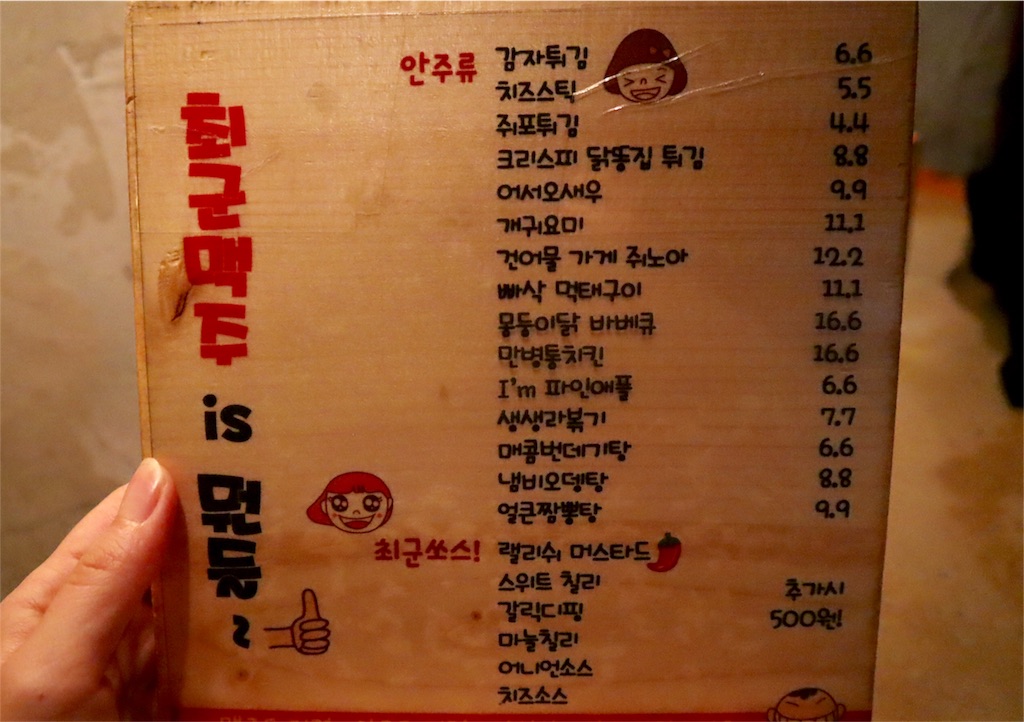 최군맥주 is 뭔들~
안주류
감자튀김 6.6
치즈스틱 5.5
쥐포튀김 4.4
크리스피 닭똥집 튀김 8.8
어서오새우 9.9
개귀요미 11.1
건어물 가게 쥐노아 12.2
빠삭 먹태구이 11.1
몽둥이닭 바베큐 16.6
만병통치킨 16.6
I'm 파인애플 6.6
생생라볶기 7.7
매콤번데기탕 6.6
냄비오뎅탕 8.8
얼큰짬뽕탕 9.9
최군쏘스!
랠리쉬 머스타드
스위트 칠리
갈릭디핑
마늘칠리
어니언소스
치즈소스
추가시
500원!